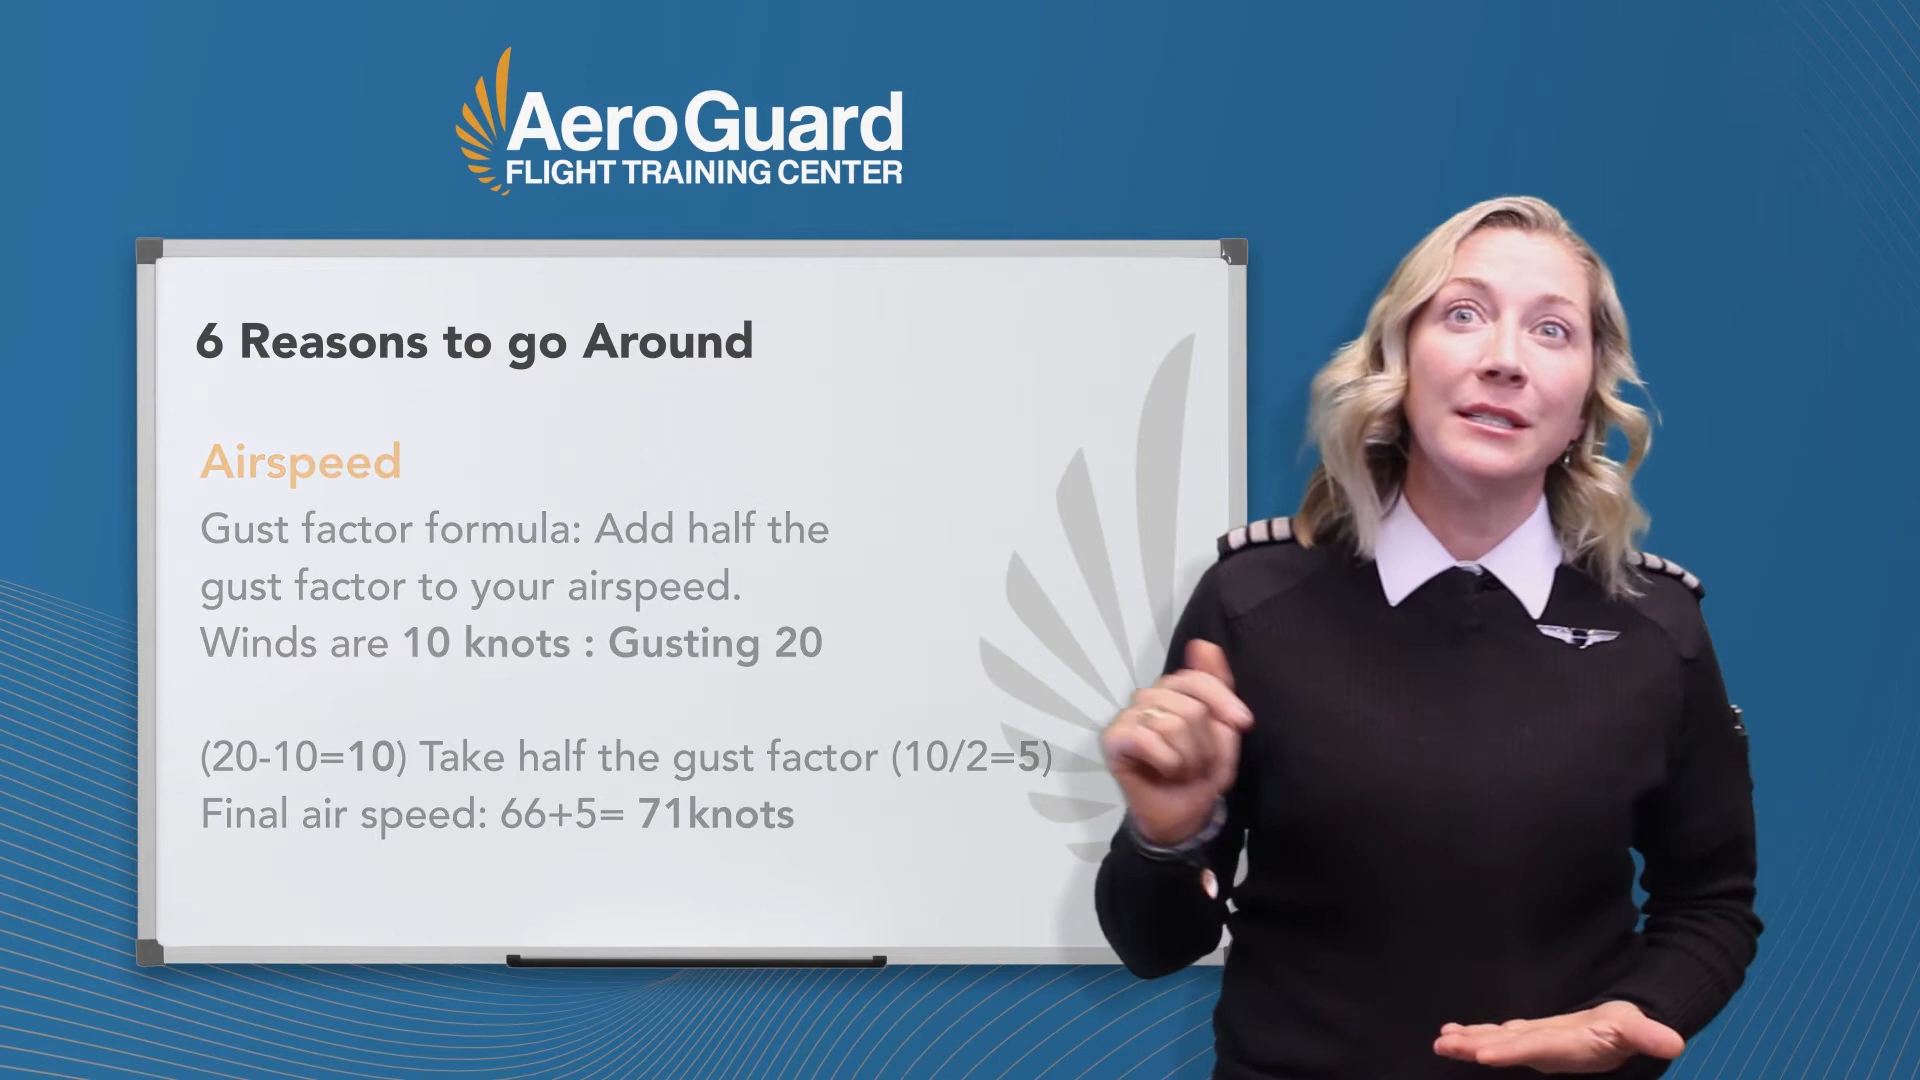 AeroGuard
FLIGHT TRAINING CENTER
6 Reasons to go Around
Airspeed
Gust factor formula: Add half the
gust factor to your airspeed.
Winds are 10 knots : Gusting 20
(20-10=10) Take half the gust factor (10/2=5)
Final air speed: 66+5= 71knots